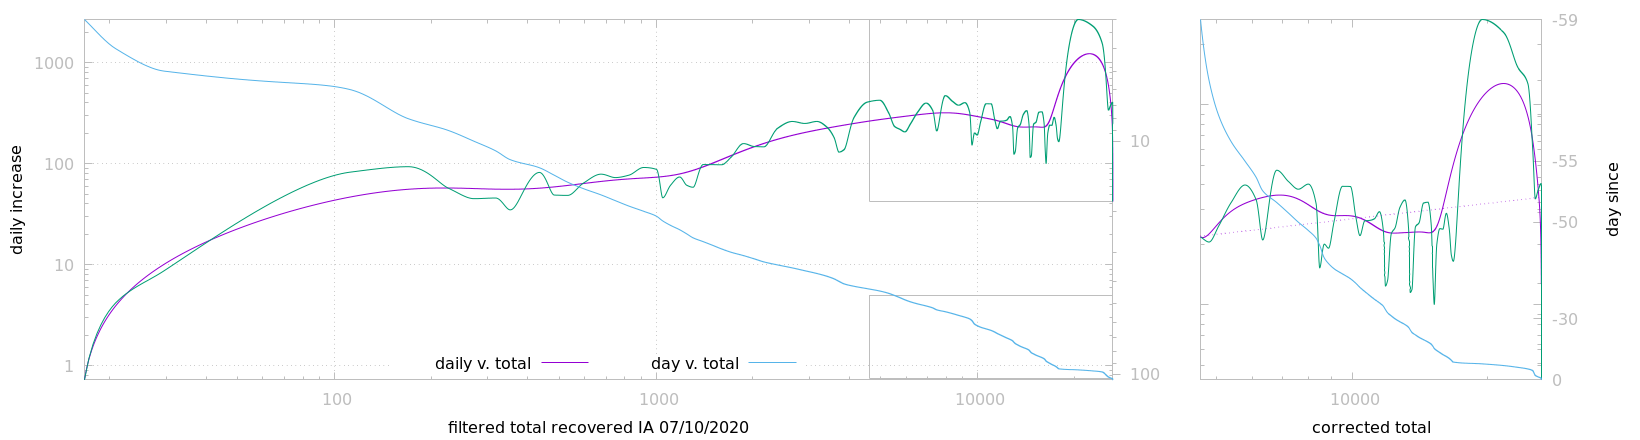 daily increase
1000
100
10
1
daily v. total
day v. total
100
1000
10000
filtered total recovered IA 07/10/2020
10
100
10000
corrected total
-59
-55
-50
-30
0
day since